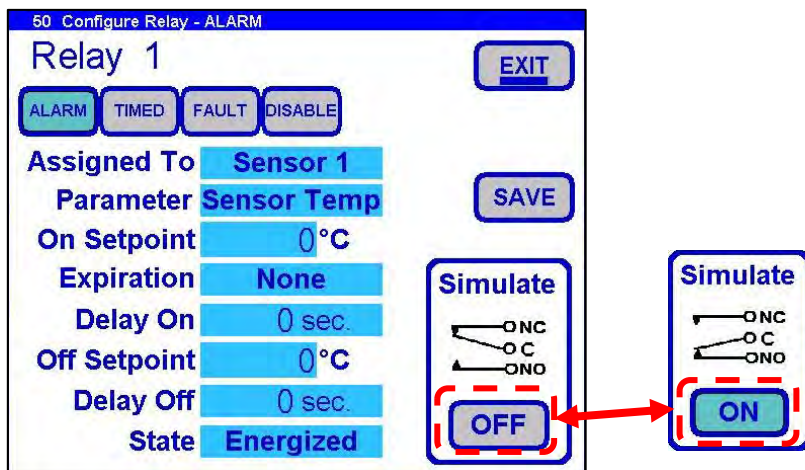 50 Configure Relay - ALARM
Relay 1
EXIT
ALARM TIMED FAULT DISABLE
Assigned To Sensor 1
Parameter Sensor Temp
SAVE
On Setpoint 0 °C
Expiration None
Delay On 0 sec.
Off Setpoint 0 °C
Delay Off 0 sec.
State Energized
Simulate
NC
C
NO
OFF
Simulate
NC
C
NO
ON